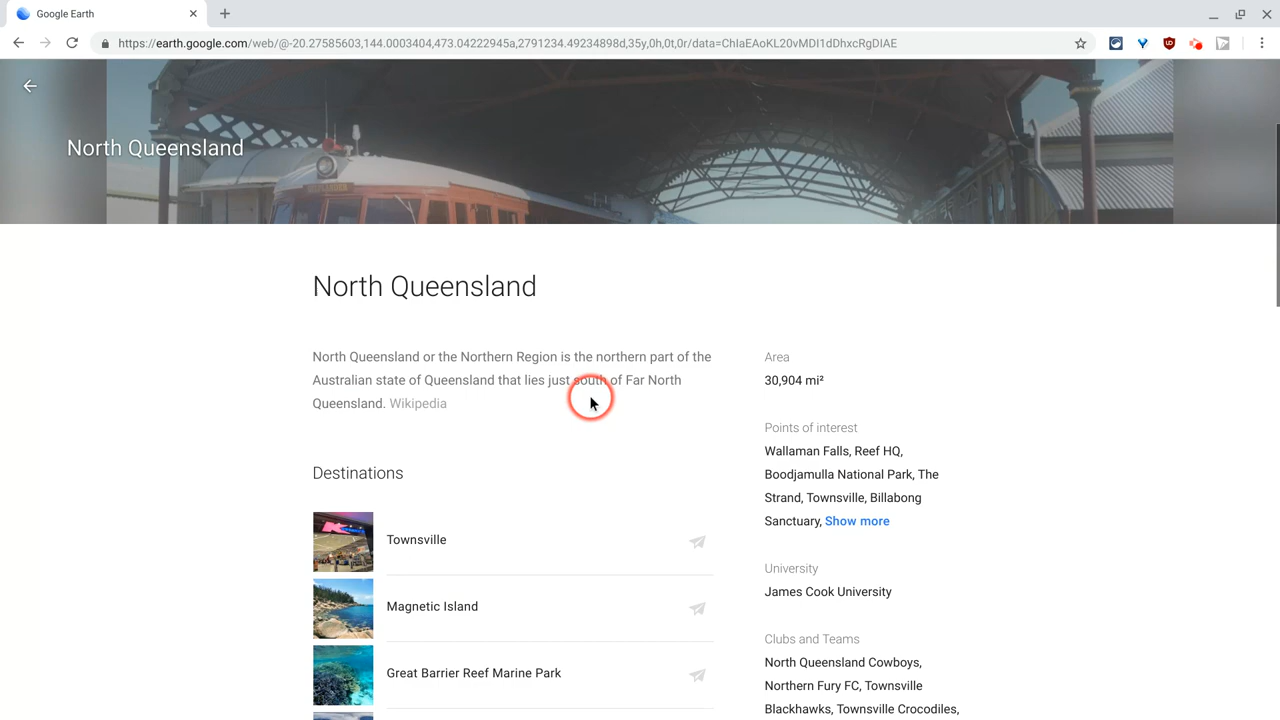 Google Earth
https://earth.google.com/web/@-20.27585603,144.0003404,473.04222945a,2791234.49234898d,35y,0h,0t,0r/data=ChIaEAoKL20vMDI1dDhxcRgDIAE
North Queensland
North Queensland
North Queensland or the Northern Region is the northern part of the
Australian state of Queensland that lies just south of Far North
Queensland. Wikipedia
Destinations
Townsville
Magnetic Island
Great Barrier Reef Marine Park
Area
30,904 mi²
Points of interest
Wallaman Falls, Reef HQ,
Boodjamulla National Park, The
Strand, Townsville, Billabong
Sanctuary, Show more
University
James Cook University
Clubs and Teams
North Queensland Cowboys,
Northern Fury FC, Townsville
Blackhawks, Townsville Crocodiles,